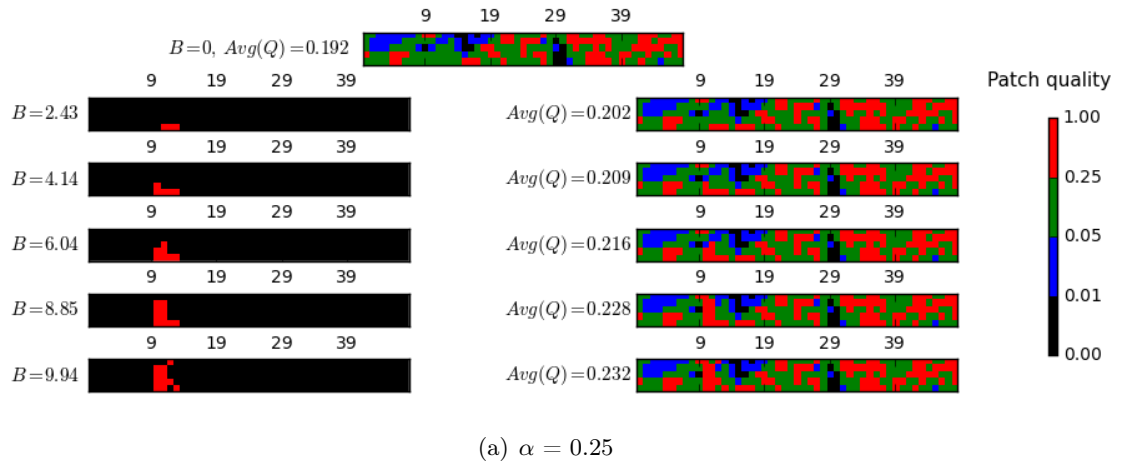 9 19 29 39
B=0, Avg(Q)=0.192
9 19 29 39
9 19 29 39
Patch quality
B=2.43
Avg(Q)=0.202
1.00
9 19 29 39
9 19 29 39
B=4.14
Avg(Q)=0.209
0.25
9 19 29 39
9 19 29 39
B=6.04
Avg(Q)=0.216
0.05
9 19 29 39
9 19 29 39
0.01
B=8.85
Avg(Q)=0.228
9 19 29 39
9 19 29 39
0.00
B=9.94
Avg(Q)=0.232
(a) α = 0.25